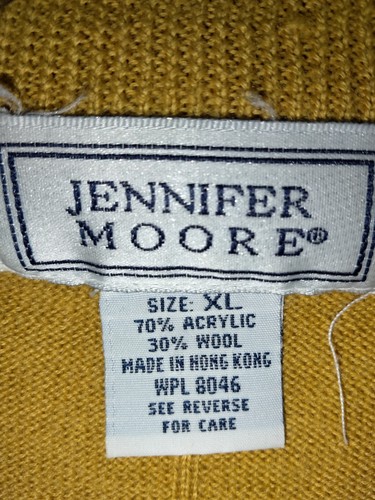 JENNIFER
MOORE®
SIZE: XL
70% ACRYLIC
30% WOOL
MADE IN HONG KONG
WPL 8046
SEE REVERSE
FOR CARE